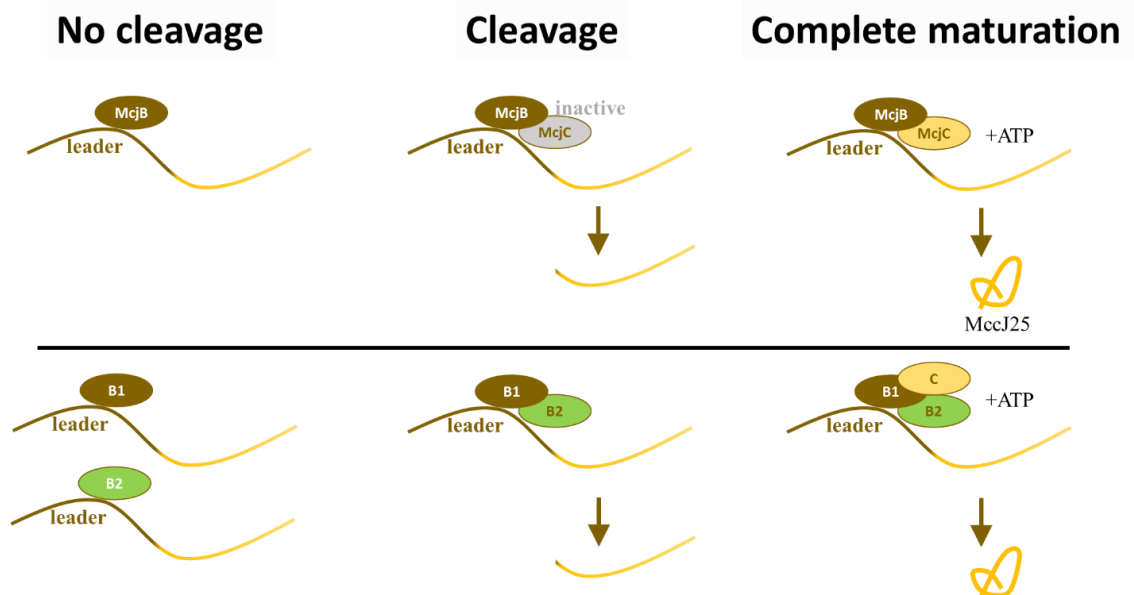 No cleavage
Cleavage
Complete maturation
McjB
leader
McjB
inactive
McjC
leader
McjB
McjC
+ATP
leader
MccJ25
B1
leader
B2
leader
B1
B2
leader
C
B1
B2
+ATP
leader